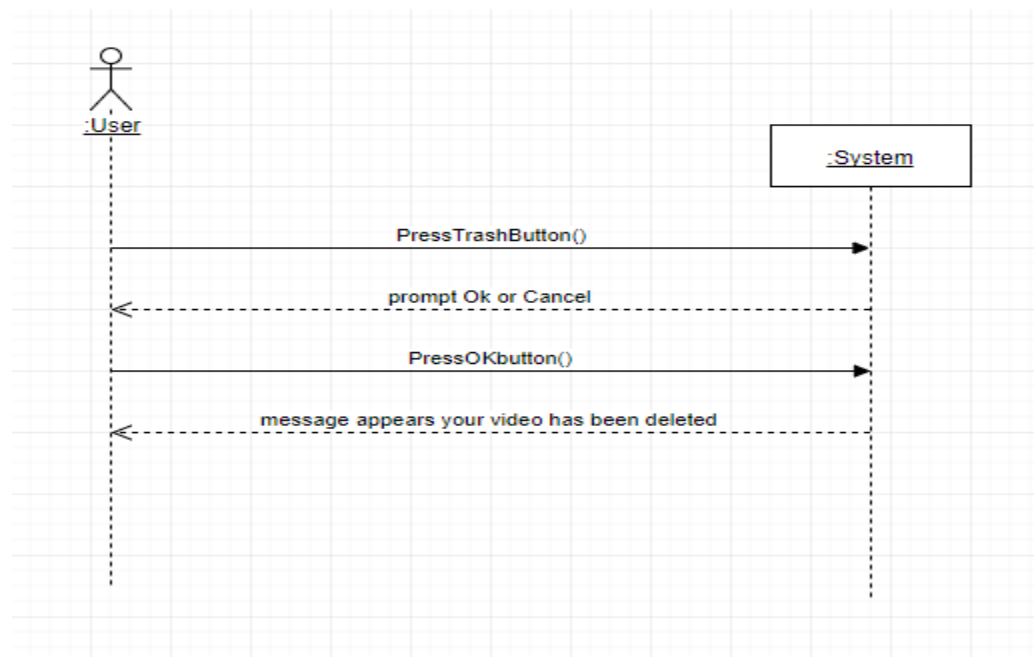 :User
:System
PressTrashButton()
prompt Ok or Cancel
PressOKbutton()
message appears your video has been deleted